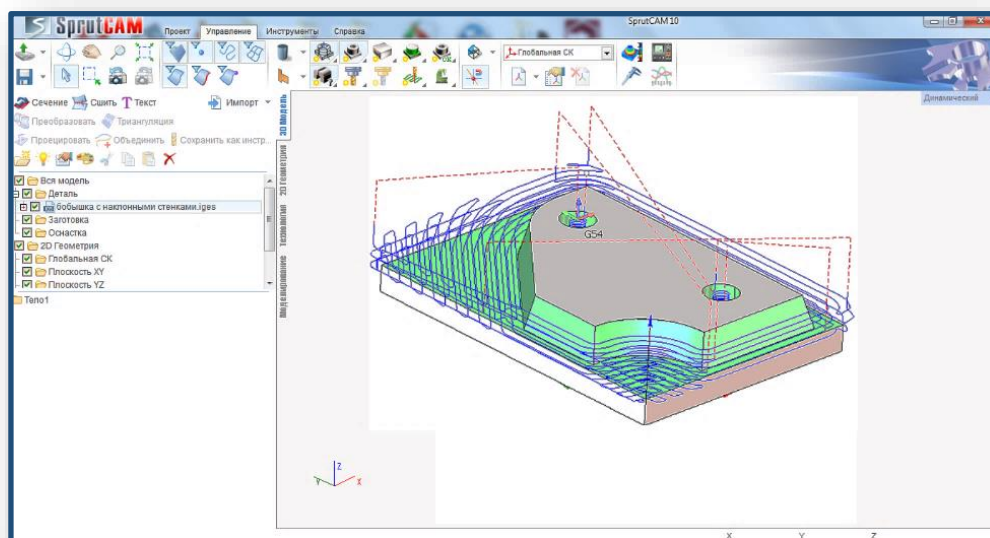 SprutCAM
SprutCAM 10
Проект Управление Инструменты Справка
Глобальная СК
Динамический
Сечение Сшить Текст Импорт
Преобразовать Триангуляция
Проецировать Объединить Сохранить как инстр...
Вся модель
Деталь
бобышка с наклонными стенками.iges
Заготовка
Оснастка
2D Геометрия
Глобальная СК
Плоскость XY
Плоскость YZ
Тело1
3D Модель
2D Геометрия
Технология
Моделирование
G54
Z
Y X
X Y Z